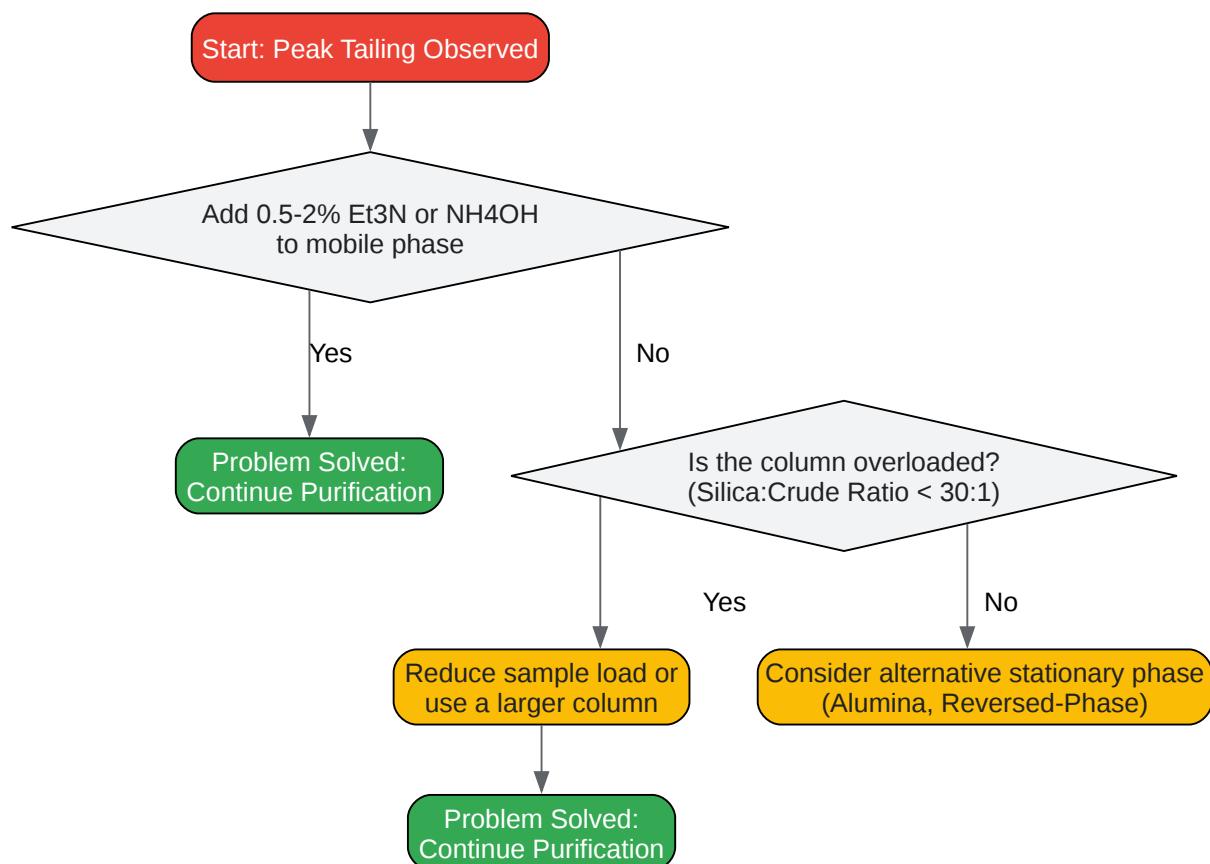 Start: Peak Tailing Observed
Add 0.5-2% Et3N or NH4OH
to mobile phase
Yes
No
Problem Solved:
Continue Purification
Is the column overloaded?
(Silica:Crude Ratio < 30:1)
Yes
No
Reduce sample load or
use a larger column
Consider alternative stationary phase
(Alumina, Reversed-Phase)
Problem Solved:
Continue Purification